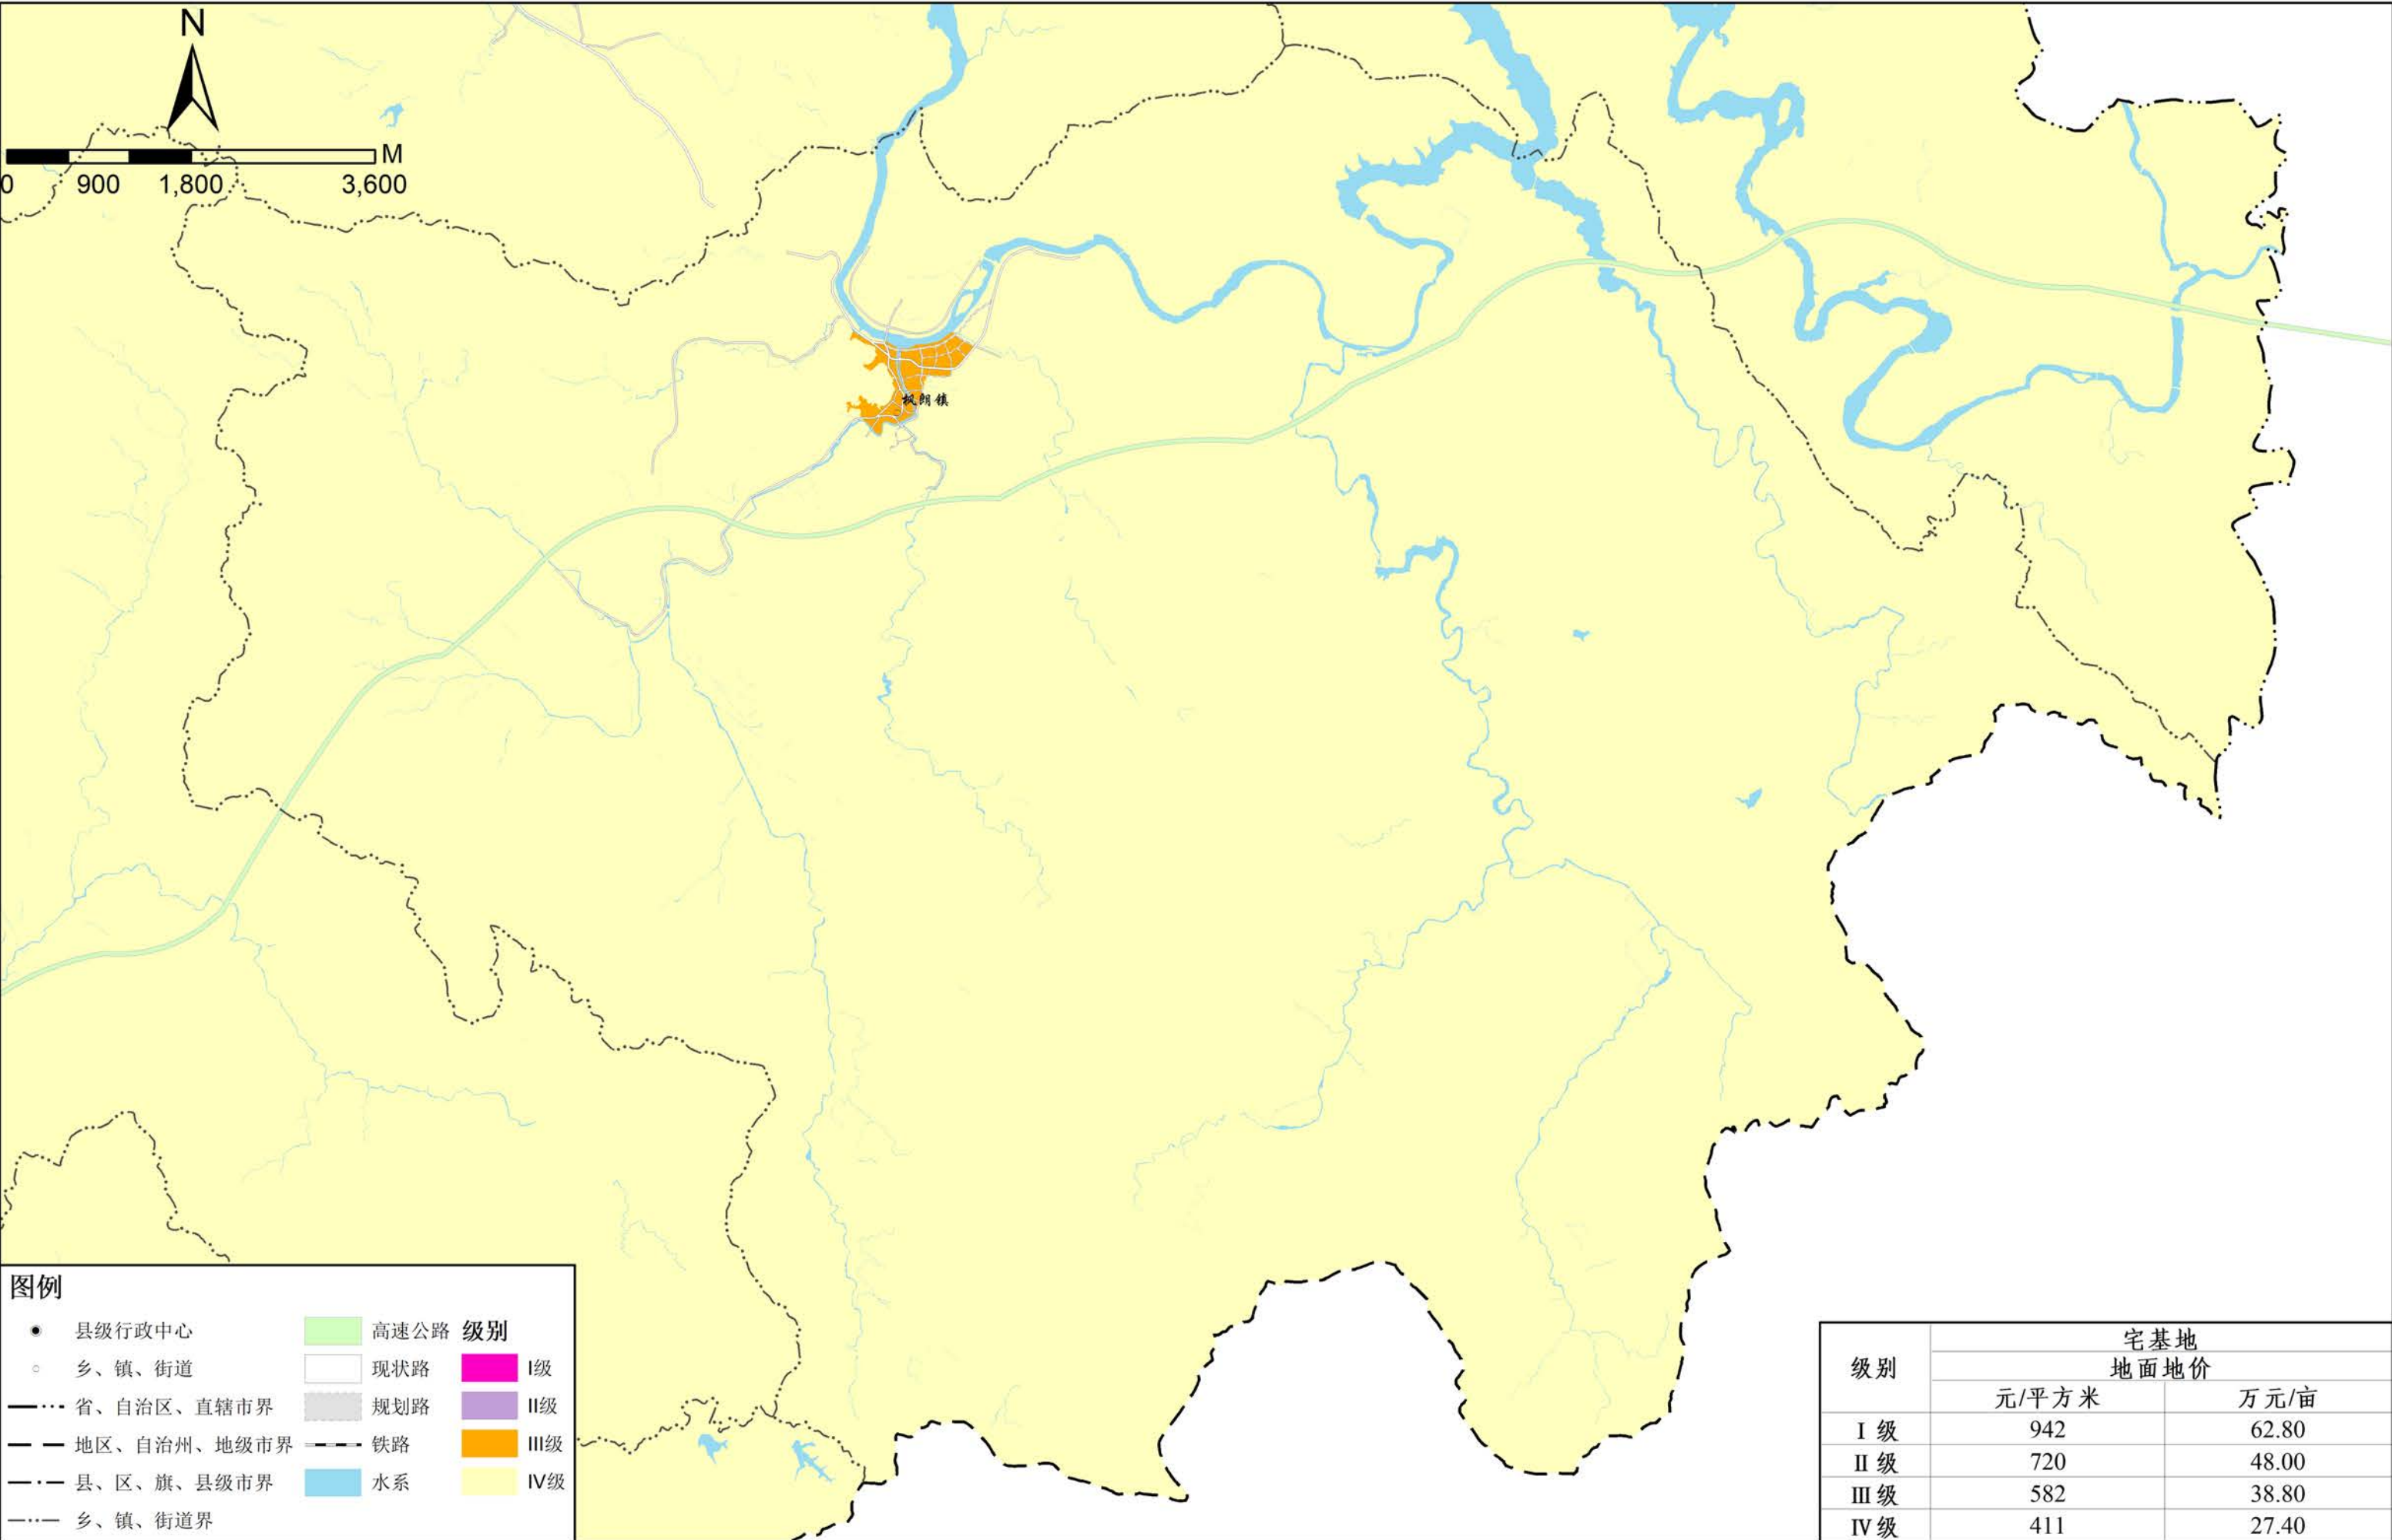 N
M
0 900 1,800 3,600
枫朗镇
图例
县级行政中心
乡、镇、街道
省、自治区、直辖市界
地区、自治州、地级市界
县、区、旗、县级市界
乡、镇、街道界
高速公路
现状路
规划路
铁路
水系
级别
I级
II级
III级
IV级
级别 宅基地
地面地价
元/平方米 万元/亩
I 级 942 62.80
II 级 720 48.00
III 级 582 38.80
IV 级 411 27.40